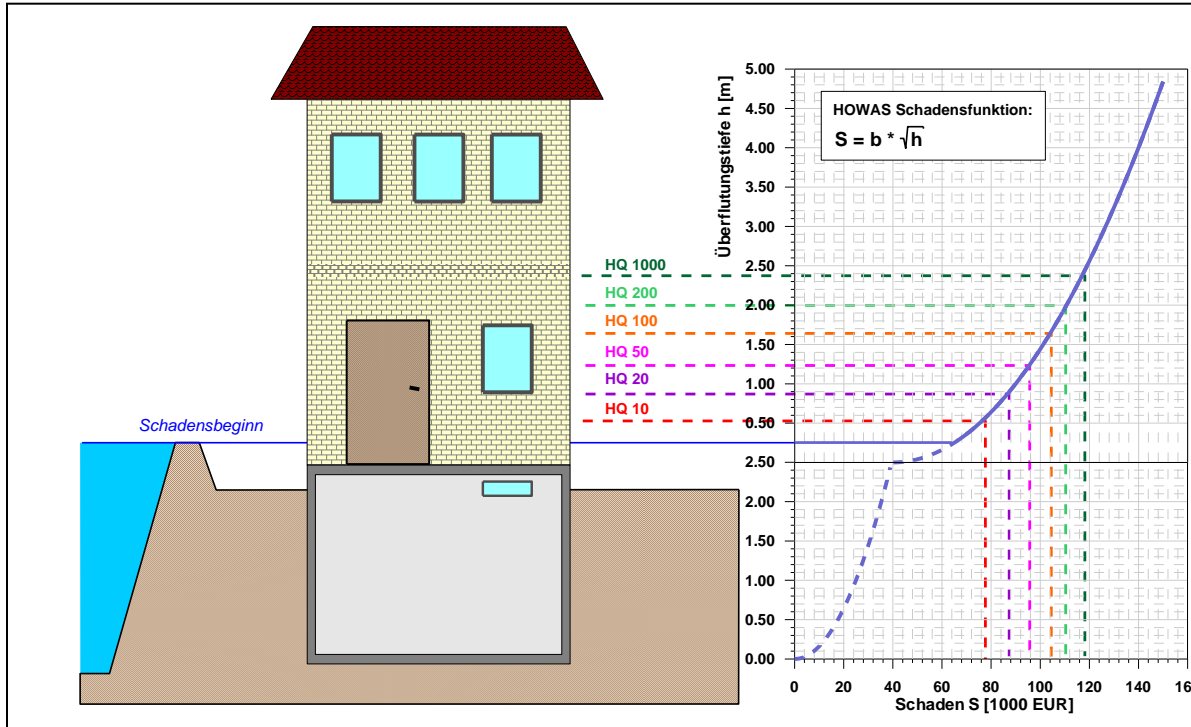 Schadensbeginn
HQ 1000
HQ 200
HQ 100
HQ 50
HQ 20
HQ 10
Überflutungstiefe h [m]
5.00
4.50
4.00
3.50
3.00
2.50
2.00
1.50
1.00
0.50
2.50
2.00
1.50
1.00
0.50
0.00
HOWAS Schadensfunktion:
S = b * √h
0 20 40 60 80 100 120 140 16
Schaden S [1000 EUR]